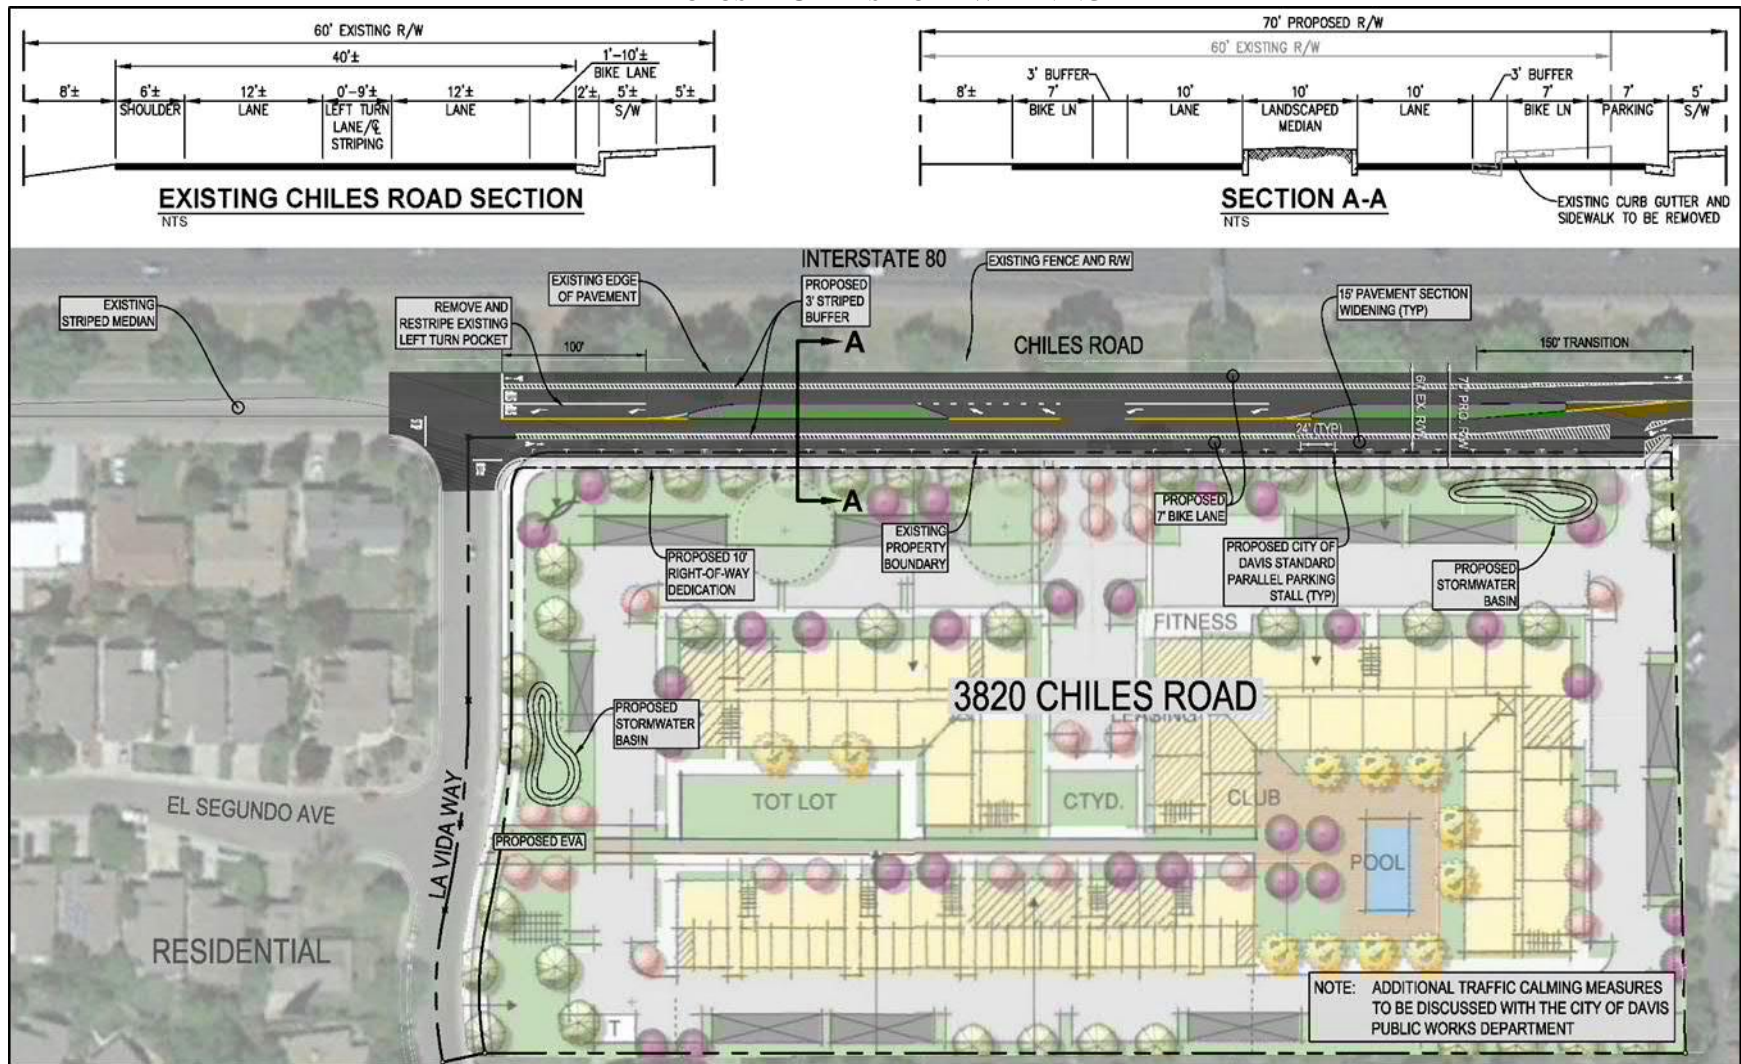 60' EXISTING R/W
40'±
1'-10'±
BIKE LANE
8'±
6'±
SHOULDER
12'±
LANE
0'-9'±
LEFT TURN
LANE/℄
STRIPING
12'±
LANE
2'±
5'±
S/W
5'±
EXISTING CHILES ROAD SECTION
NTS
70' PROPOSED R/W
60' EXISTING R/W
3' BUFFER
3' BUFFER
8'±
7'
BIKE LN
10'
LANE
10'
LANDSCAPED
MEDIAN
10'
LANE
7'
BIKE LN
7'
PARKING
5'
S/W
SECTION A-A
NTS
EXISTING CURB GUTTER AND
SIDEWALK TO BE REMOVED
INTERSTATE 80
EXISTING FENCE AND R/W
EXISTING
STRIPED MEDIAN
REMOVE AND
RESTRIPE EXISTING
LEFT TURN POCKET
EXISTING EDGE
OF PAVEMENT
PROPOSED
3' STRIPED
BUFFER
15' PAVEMENT SECTION
WIDENING (TYP)
100'
A
CHILES ROAD
150' TRANSITION
24' (TYP)
A
PROPOSED
7' BIKE LANE
EXISTING
PROPERTY
BOUNDARY
PROPOSED 10'
RIGHT-OF-WAY
DEDICATION
PROPOSED CITY OF
DAVIS STANDARD
PARALLEL PARKING
STALL (TYP)
PROPOSED
STORMWATER
BASIN
FITNESS
3820 CHILES ROAD
LEASING
PROPOSED
STORMWATER
BASIN
EL SEGUNDO AVE
LA VIDA WAY
TOT LOT
CTYD.
CLUB
PROPOSED EVA
POOL
RESIDENTIAL
NOTE: ADDITIONAL TRAFFIC CALMING MEASURES
TO BE DISCUSSED WITH THE CITY OF DAVIS
PUBLIC WORKS DEPARTMENT
T